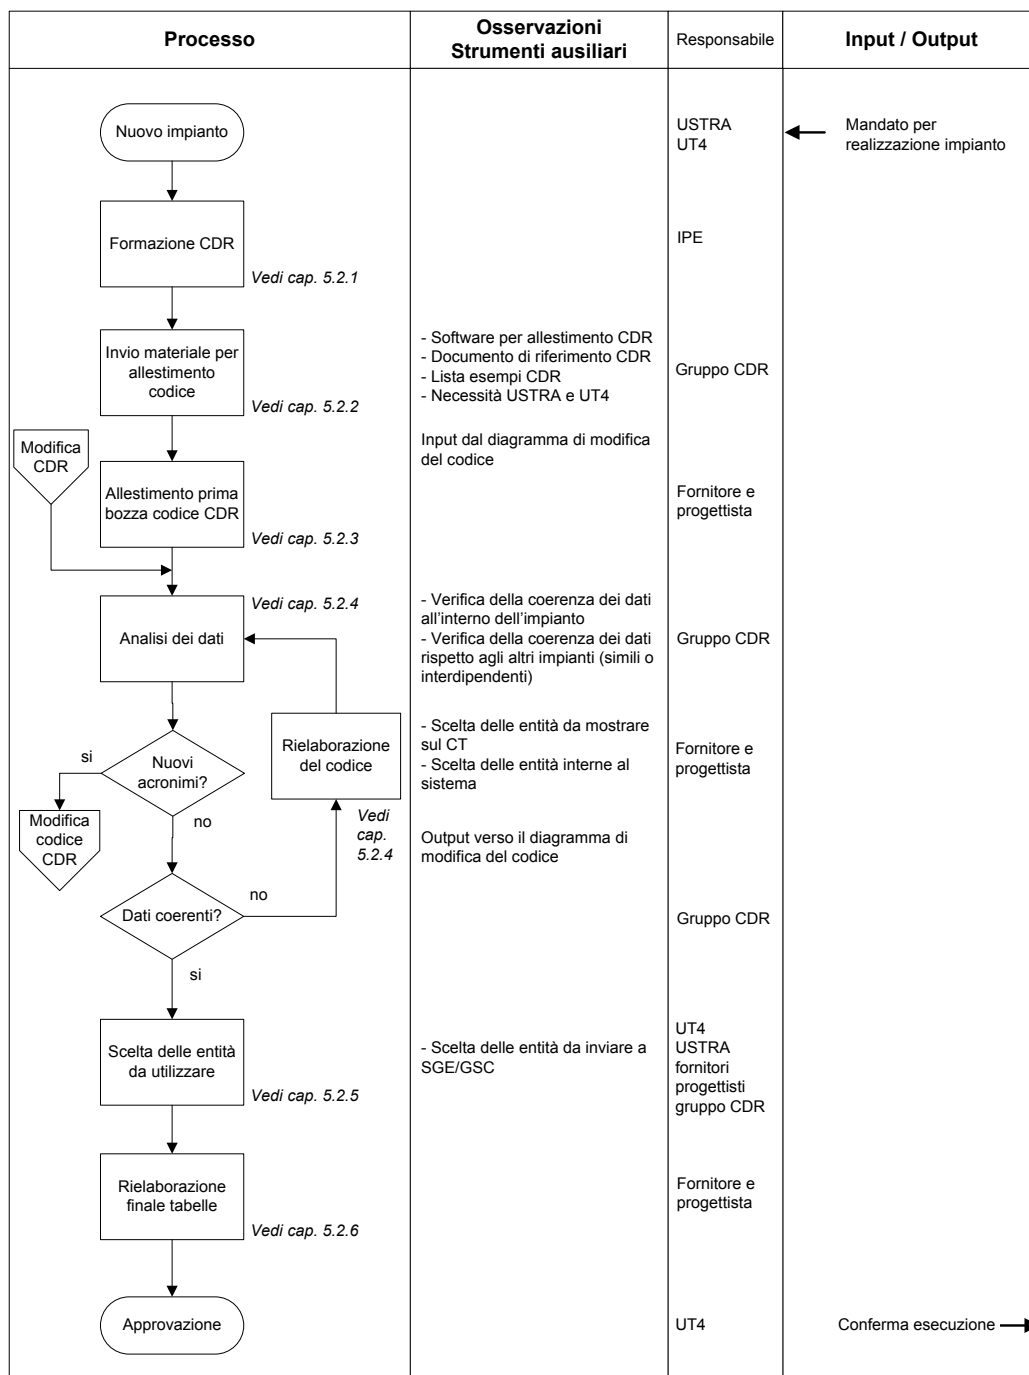 Processo
Osservazioni
Strumenti ausiliari
Responsabile
Input / Output
Nuovo impianto
USTRA
UT4
Mandato per
realizzazione impianto
Formazione CDR
IPE
Vedi cap. 5.2.1
Invio materiale per
allestimento
codice
- Software per allestimento CDR
- Documento di riferimento CDR
- Lista esempi CDR
- Necessità USTRA e UT4
Gruppo CDR
Vedi cap. 5.2.2
Modifica
CDR
Input dal diagramma di modifica
del codice
Allestimento prima
bozza codice CDR
Fornitore e
progettista
Vedi cap. 5.2.3
Vedi cap. 5.2.4
Analisi dei dati
- Verifica della coerenza dei dati
all'interno dell'impianto
- Verifica della coerenza dei dati
rispetto agli altri impianti (simili o
interdipendenti)
Gruppo CDR
si
Nuovi
acronimi?
no
Rielaborazione
del codice
- Scelta delle entità da mostrare
sul CT
- Scelta delle entità interne al
sistema
Fornitore e
progettista
Modifica
codice
CDR
Vedi
cap.
5.2.4
Output verso il diagramma di
modifica del codice
Dati coerenti?
no
si
Gruppo CDR
Scelta delle entità
da utilizzare
- Scelta delle entità da inviare a
SGE/GSC
UT4
USTRA
fornitori
progettisti
gruppo CDR
Vedi cap. 5.2.5
Rielaborazione
finale tabelle
Fornitore e
progettista
Vedi cap. 5.2.6
Approvazione
UT4
Conferma esecuzione